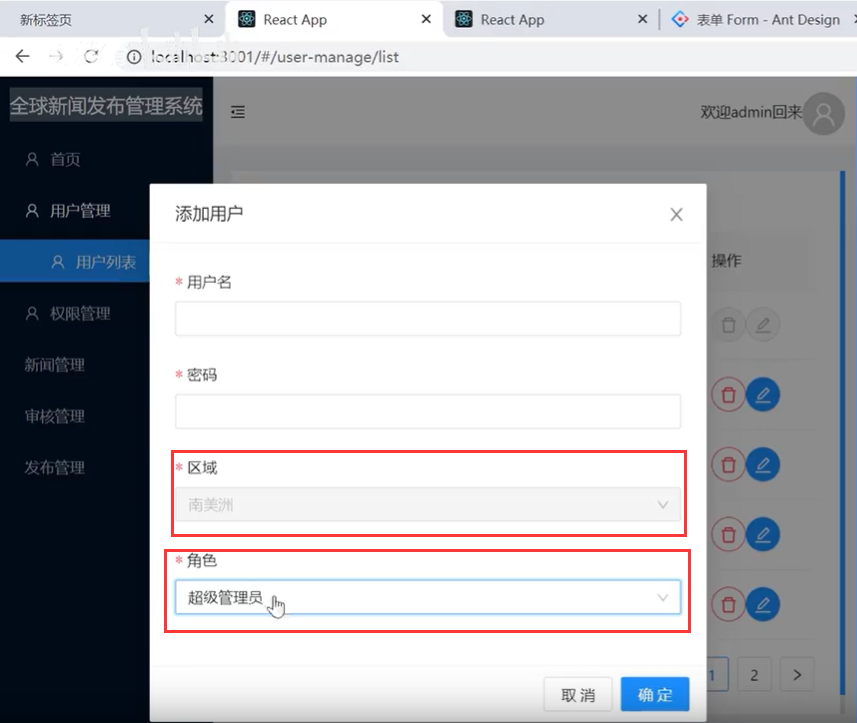 新标签页
React App
React App
表单 Form - Ant Design
localhost:3001/#/user-manage/list
全球新闻发布管理系统
欢迎admin回来
首页
用户管理
用户列表
权限管理
新闻管理
审核管理
发布管理
添加用户
操作
* 用户名
* 密码
* 区域
南美洲
* 角色
超级管理员
取 消
确 定
1
2